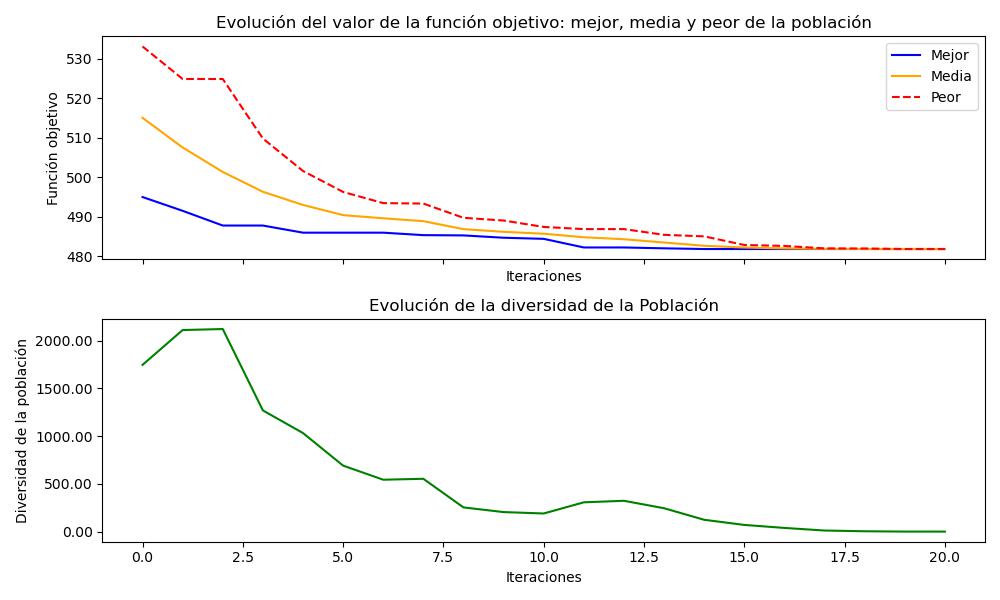 Evolución del valor de la función objetivo: mejor, media y peor de la población
530
520
510
500
490
480
Función objetivo
Mejor
Media
Peor
Iteraciones
Evolución de la diversidad de la Población
2000.00
1500.00
1000.00
500.00
0.00
Diversidad de la población
0.0 2.5 5.0 7.5 10.0 12.5 15.0 17.5 20.0
Iteraciones